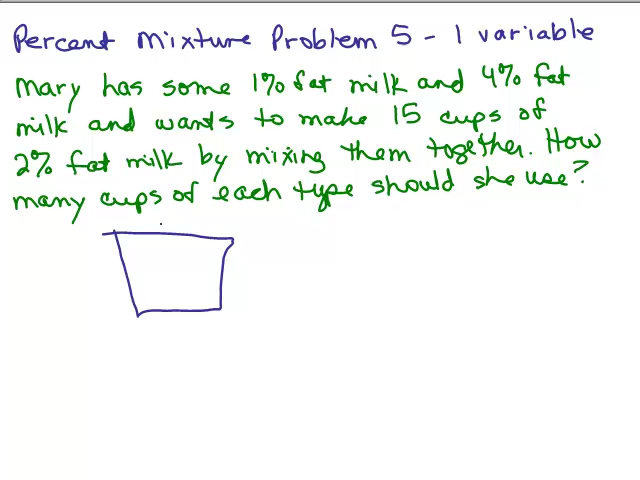 Percent Mixture Problem 5 - 1 variable
Mary has some 1% fat milk and 4% fat
milk and wants to make 15 cups of
2% fat milk by mixing them together. How
many cups of each type should she use?